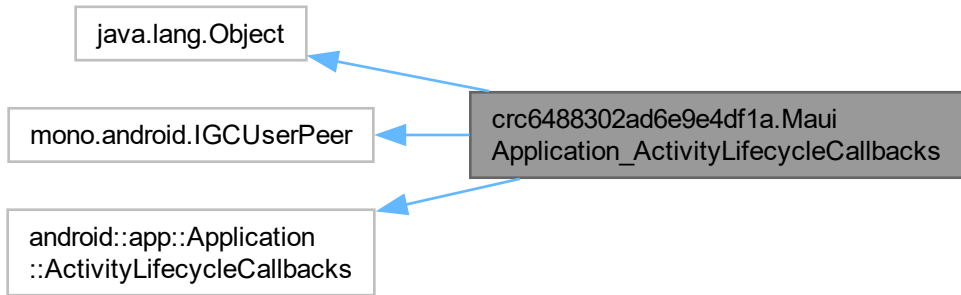 java.lang.Object
mono.android.IGCUserPeer
android::app::Application
::ActivityLifecycleCallbacks
crc6488302ad6e9e4df1a.Maui
Application_ActivityLifecycleCallbacks